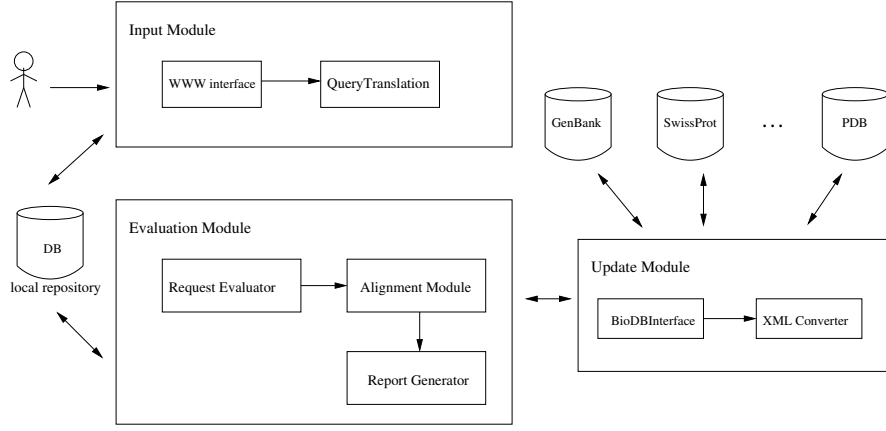 Input Module
WWW interface
QueryTranslation
GenBank
SwissProt
...
PDB
DB
local repository
Evaluation Module
Request Evaluator
Alignment Module
Report Generator
Update Module
BioDBInterface
XML Converter